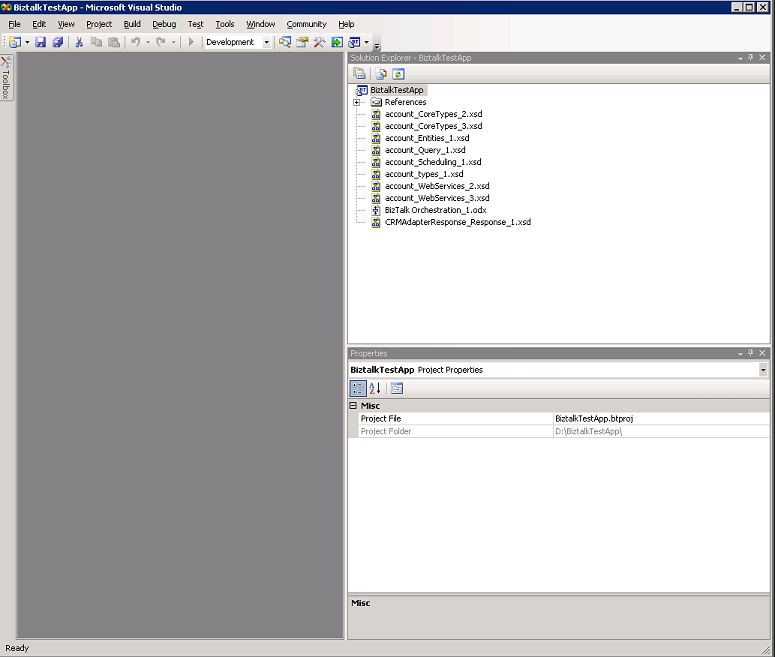 BiztalkTestApp - Microsoft Visual Studio
File Edit View Project Build Debug Test Tools Window Community Help
Development
Toolbox
Solution Explorer - BiztalkTestApp
BiztalkTestApp
References
account_CoreTypes_2.xsd
account_CoreTypes_3.xsd
account_Entities_1.xsd
account_Query_1.xsd
account_Scheduling_1.xsd
account_types_1.xsd
account_WebServices_2.xsd
account_WebServices_3.xsd
BizTalk Orchestration_1.odx
CRMAdapterResponse_Response_1.xsd
Properties
BiztalkTestApp Project Properties
Misc
Project File BiztalkTestApp.btproj
Project Folder D:\BiztalkTestApp\
Misc
Ready